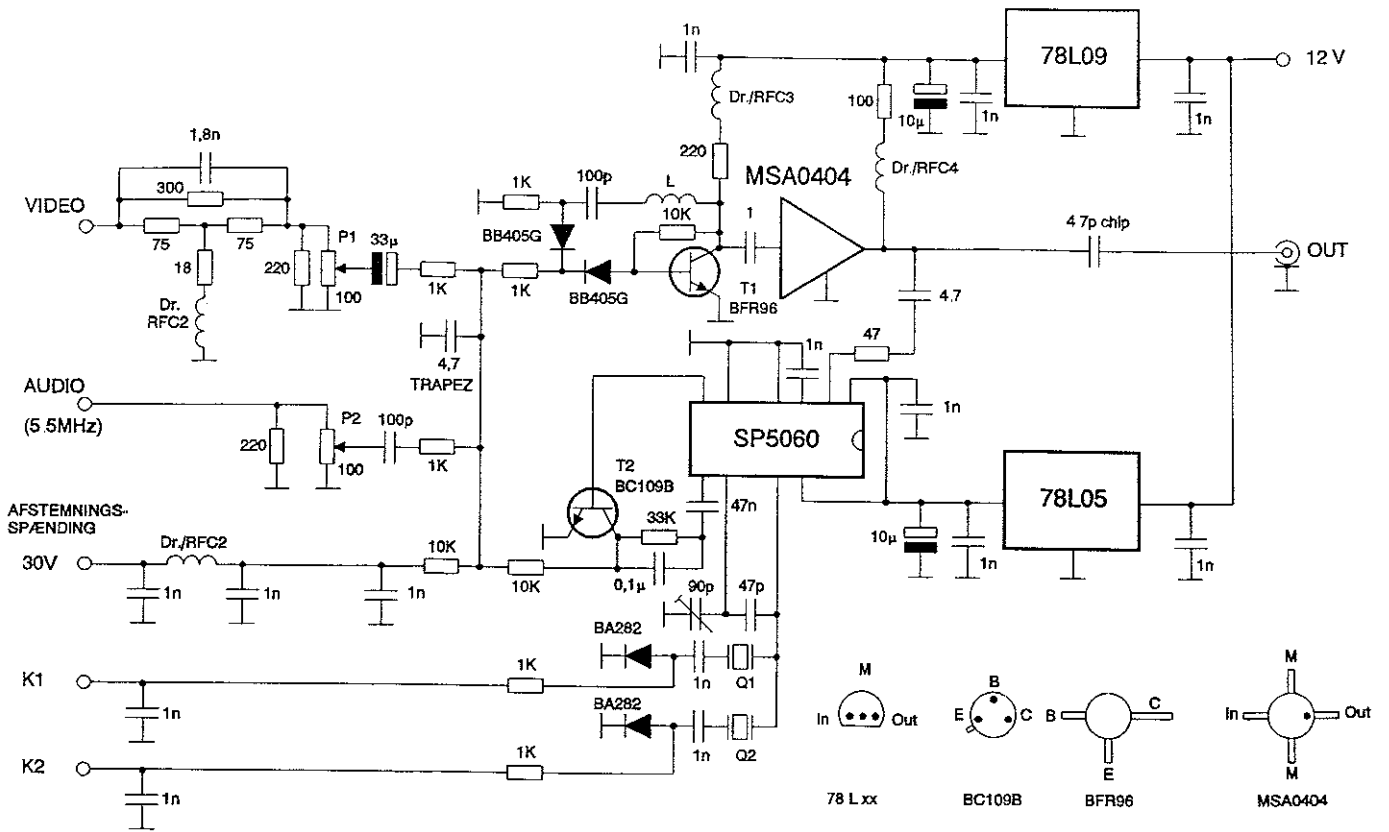 1n
78L09
12 V
Dr./RFC3
100
10µ
1n
1n
1,8n
220
MSA0404
Dr./RFC4
300
1K
100p
L
VIDEO
10K
4 7p chip
75
75
P1
33µ
BB405G
1
OUT
18
220
100
1K
1K
BB405G
T1
BFR96
4.7
Dr.
RFC2
4,7
TRAPEZ
1n
47
AUDIO
(5.5MHz)
P2
100p
SP5060
1n
220
100
1K
T2
BC109B
78L05
AFSTEMNINGS-
SPÆNDING
47n
33K
10µ
30V
Dr./RFC2
10K
10K
0,1µ
1n
1n
1n
1n
1n
90p
47p
BA282
K1
1K
1n
Q1
1n
BA282
M
B
M
In
Out
E
C
B
C
In
Out
K2
1K
1n
Q2
E
M
1n
78 L xx
BC109B
BFR96
MSA0404